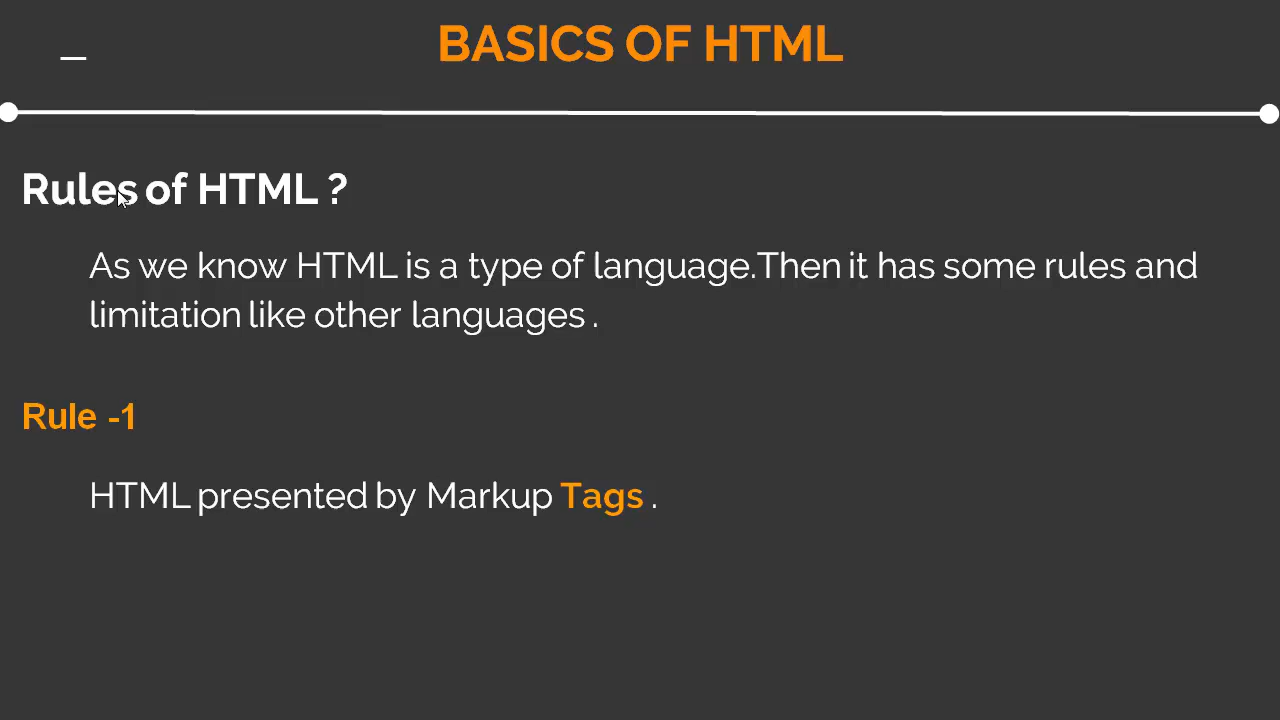 BASICS OF HTML
Rules of HTML ?
As we know HTML is a type of language.Then it has some rules and
limitation like other languages .
Rule -1
HTML presented by Markup Tags .